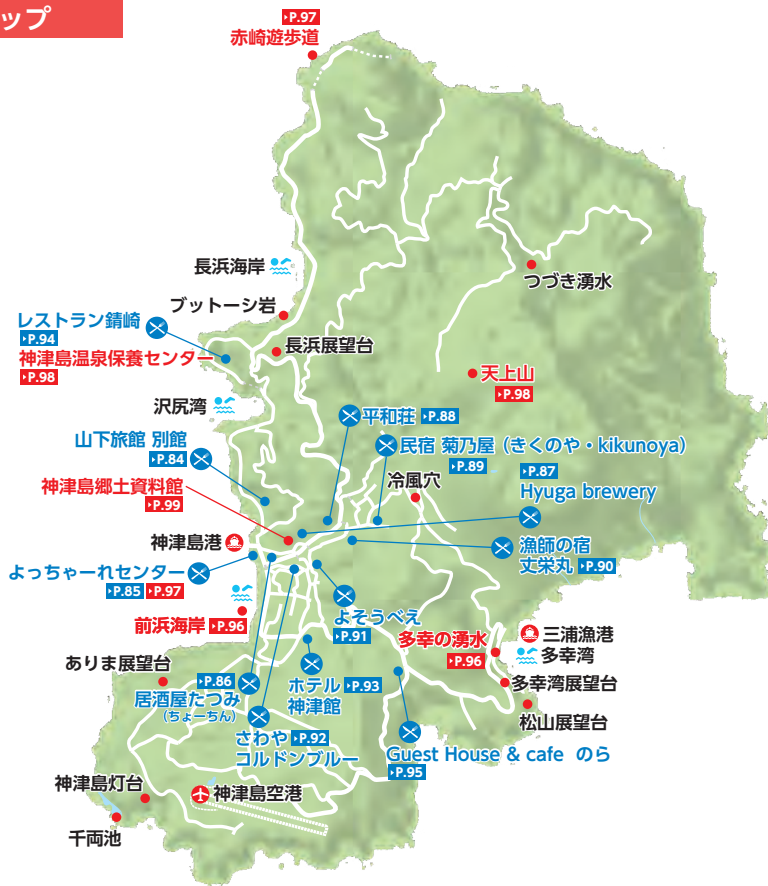 ップ
P.97
赤崎遊歩道
長浜海岸
つづき湧水
ブットーシ岩
レストラン錆崎
P.94
長浜展望台
神津島温泉保養センター
P.98
天上山
P.98
沢尻湾
平和荘 P.88
山下旅館 別館
P.84
民宿 菊乃屋（きくのや・kikunoya）
P.89
P.87
Hyuga brewery
冷風穴
神津島郷土資料館
P.99
神津島港
漁師の宿
丈栄丸 P.90
よっちゃーれセンター
P.85 P.97
前浜海岸 P.96
よそうべえ
P.91
多幸の湧水
P.96
三浦漁港
多幸湾
ありま展望台
P.86
居酒屋たつみ
（ちょーちん）
ホテル P.93
神津館
多幸湾展望台
松山展望台
さわや P.92
コルドンブルー
Guest House & cafe のら
P.95
神津島灯台
神津島空港
千両池